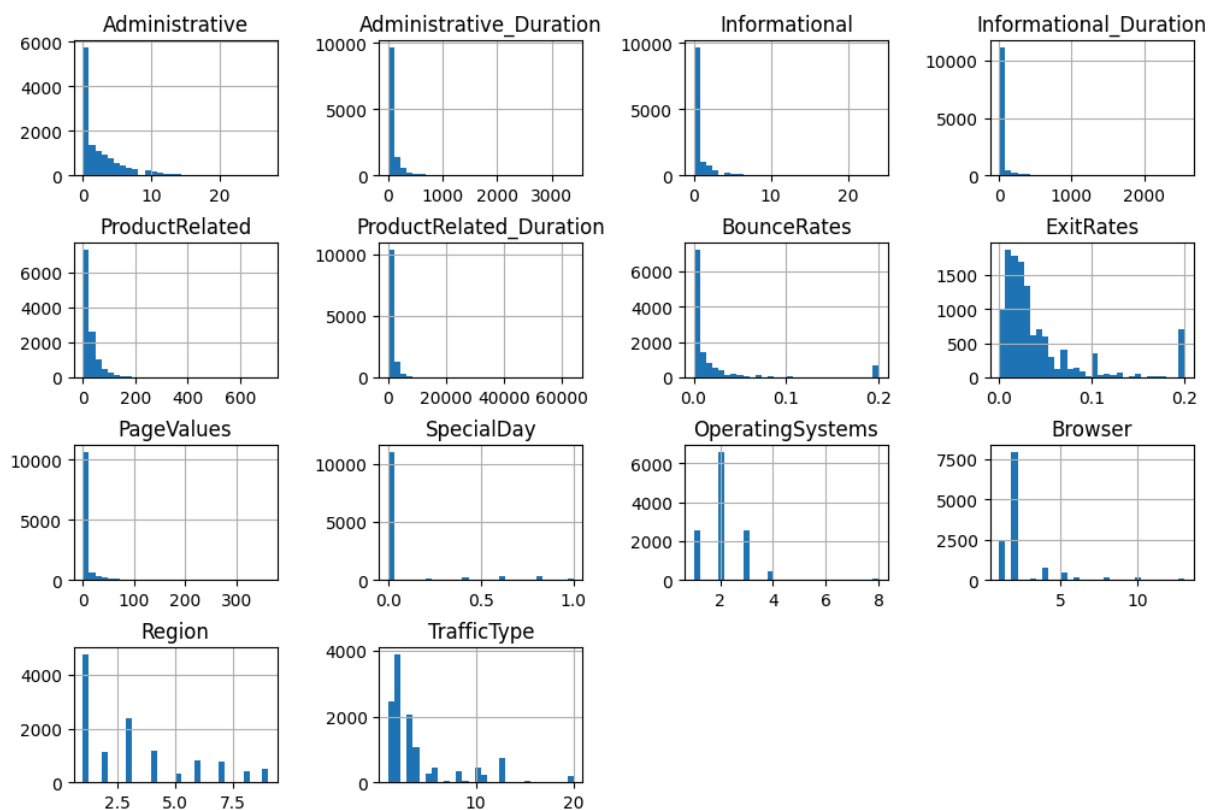 Administrative Administrative_Duration Informational Informational_Duration
6000 4000 2000 0
0 10 20
10000 5000 0
0 1000 2000 3000
10000 5000 0
0 10 20
10000 5000 0
0 1000 2000
ProductRelated ProductRelated_Duration BounceRates ExitRates
6000 4000 2000 0
0 200 400 600
10000 5000 0
0 20000 40000 60000
6000 4000 2000 0
0.0 0.1 0.2
1500 1000 500 0
0.0 0.1 0.2
PageValues SpecialDay OperatingSystems Browser
10000 5000 0
0 100 200 300
10000 5000 0
0.0 0.5 1.0
6000 4000 2000 0
2 4 6 8
7500 5000 2500 0
5 10
Region TrafficType
4000 2000 0
2.5 5.0 7.5
4000 2000 0
10 20